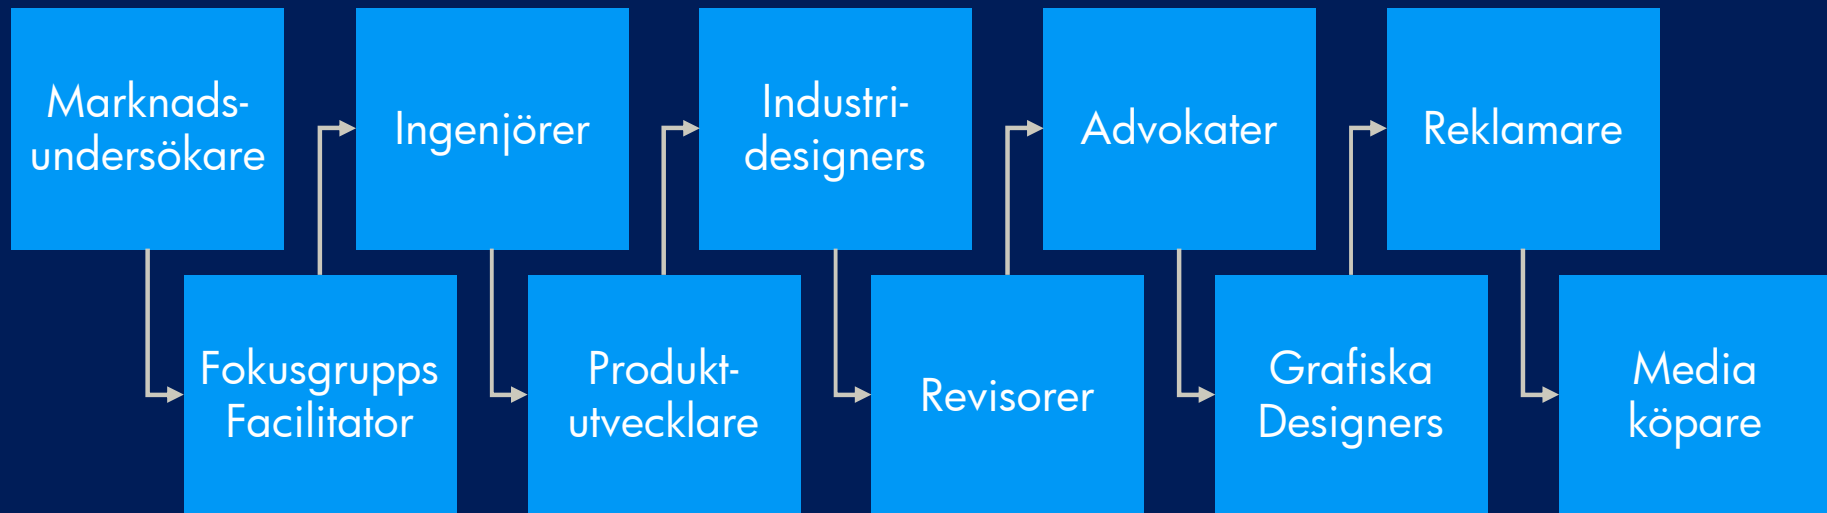 Marknads-
undersökare
Fokusgrupps
Facilitator
Ingenjörer
Produkt-
utvecklare
Industri-
designers
Revisorer
Advokater
Grafiska
Designers
Reklamare
Media
köpare